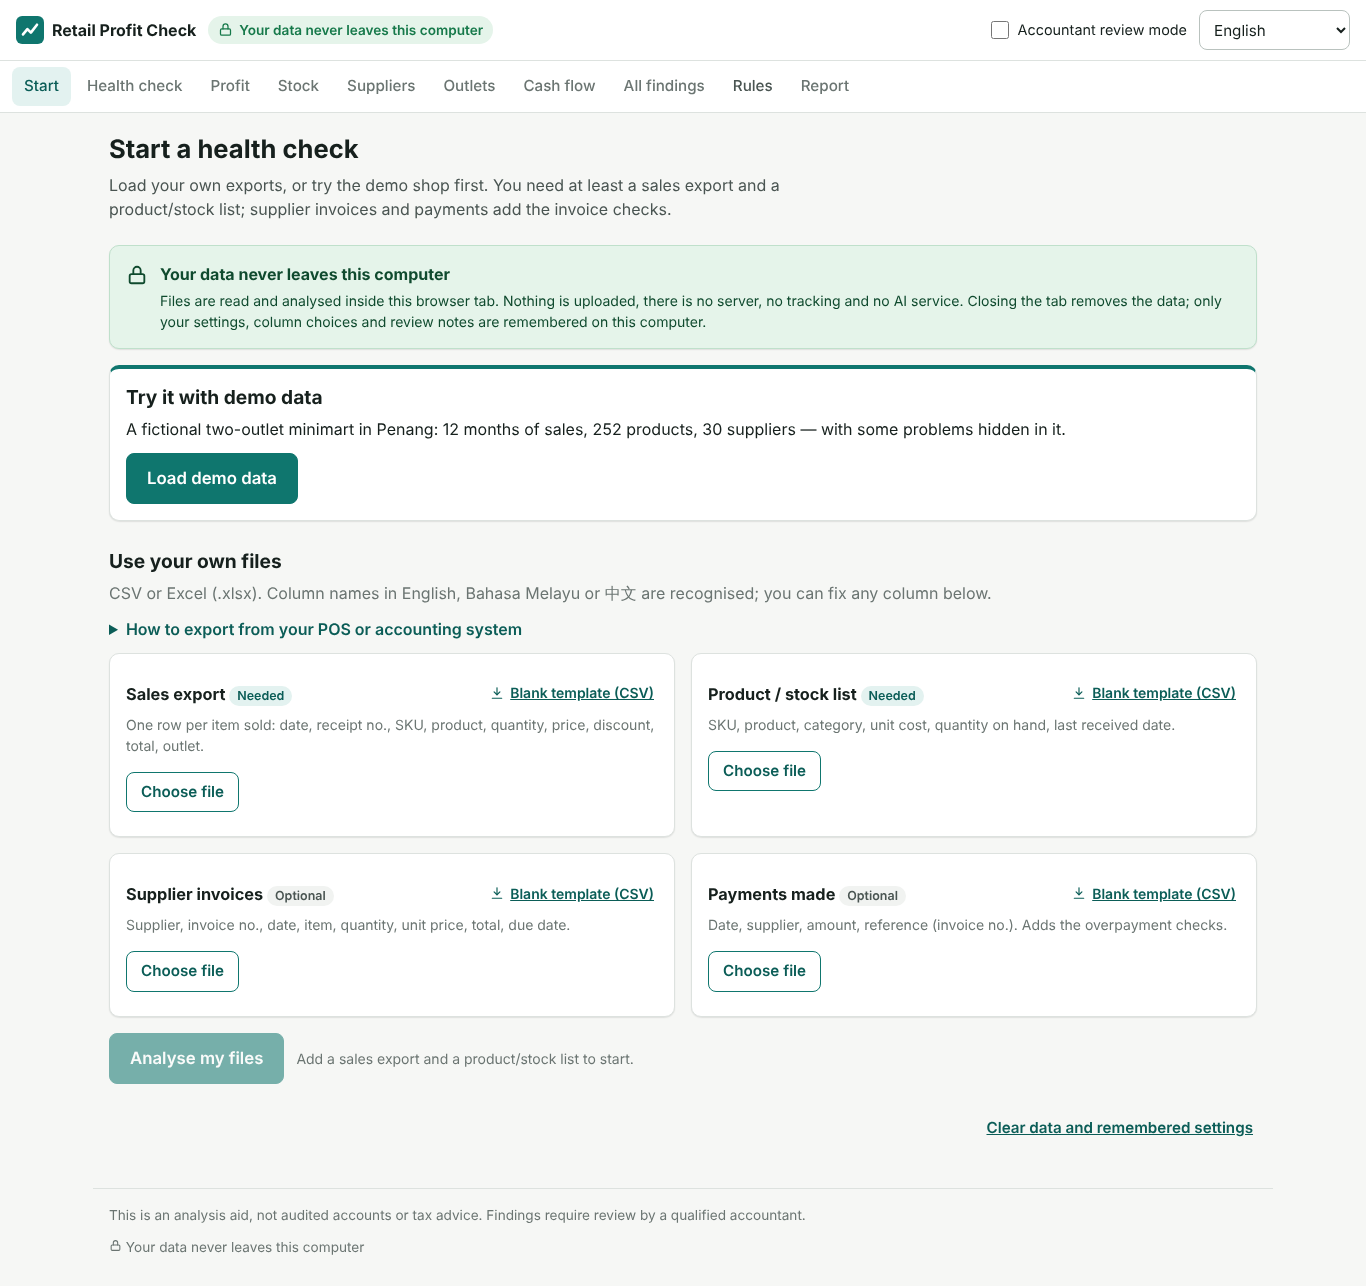 Retail Profit Check
Your data never leaves this computer
Accountant review mode
English
Start
Health check
Profit
Stock
Suppliers
Outlets
Cash flow
All findings
Rules
Report
Start a health check
Load your own exports, or try the demo shop first. You need at least a sales export and a
product/stock list; supplier invoices and payments add the invoice checks.
Your data never leaves this computer
Files are read and analysed inside this browser tab. Nothing is uploaded, there is no server, no tracking and no AI service. Closing the tab removes the data; only
your settings, column choices and review notes are remembered on this computer.
Try it with demo data
A fictional two-outlet minimart in Penang: 12 months of sales, 252 products, 30 suppliers — with some problems hidden in it.
Load demo data
Use your own files
CSV or Excel (.xlsx). Column names in English, Bahasa Melayu or 中文 are recognised; you can fix any column below.
How to export from your POS or accounting system
Sales export Needed
Blank template (CSV)
One row per item sold: date, receipt no., SKU, product, quantity, price, discount,
total, outlet.
Choose file
Product / stock list Needed
Blank template (CSV)
SKU, product, category, unit cost, quantity on hand, last received date.
Choose file
Supplier invoices Optional
Blank template (CSV)
Supplier, invoice no., date, item, quantity, unit price, total, due date.
Choose file
Payments made Optional
Blank template (CSV)
Date, supplier, amount, reference (invoice no.). Adds the overpayment checks.
Choose file
Analyse my files
Add a sales export and a product/stock list to start.
Clear data and remembered settings
This is an analysis aid, not audited accounts or tax advice. Findings require review by a qualified accountant.
Your data never leaves this computer